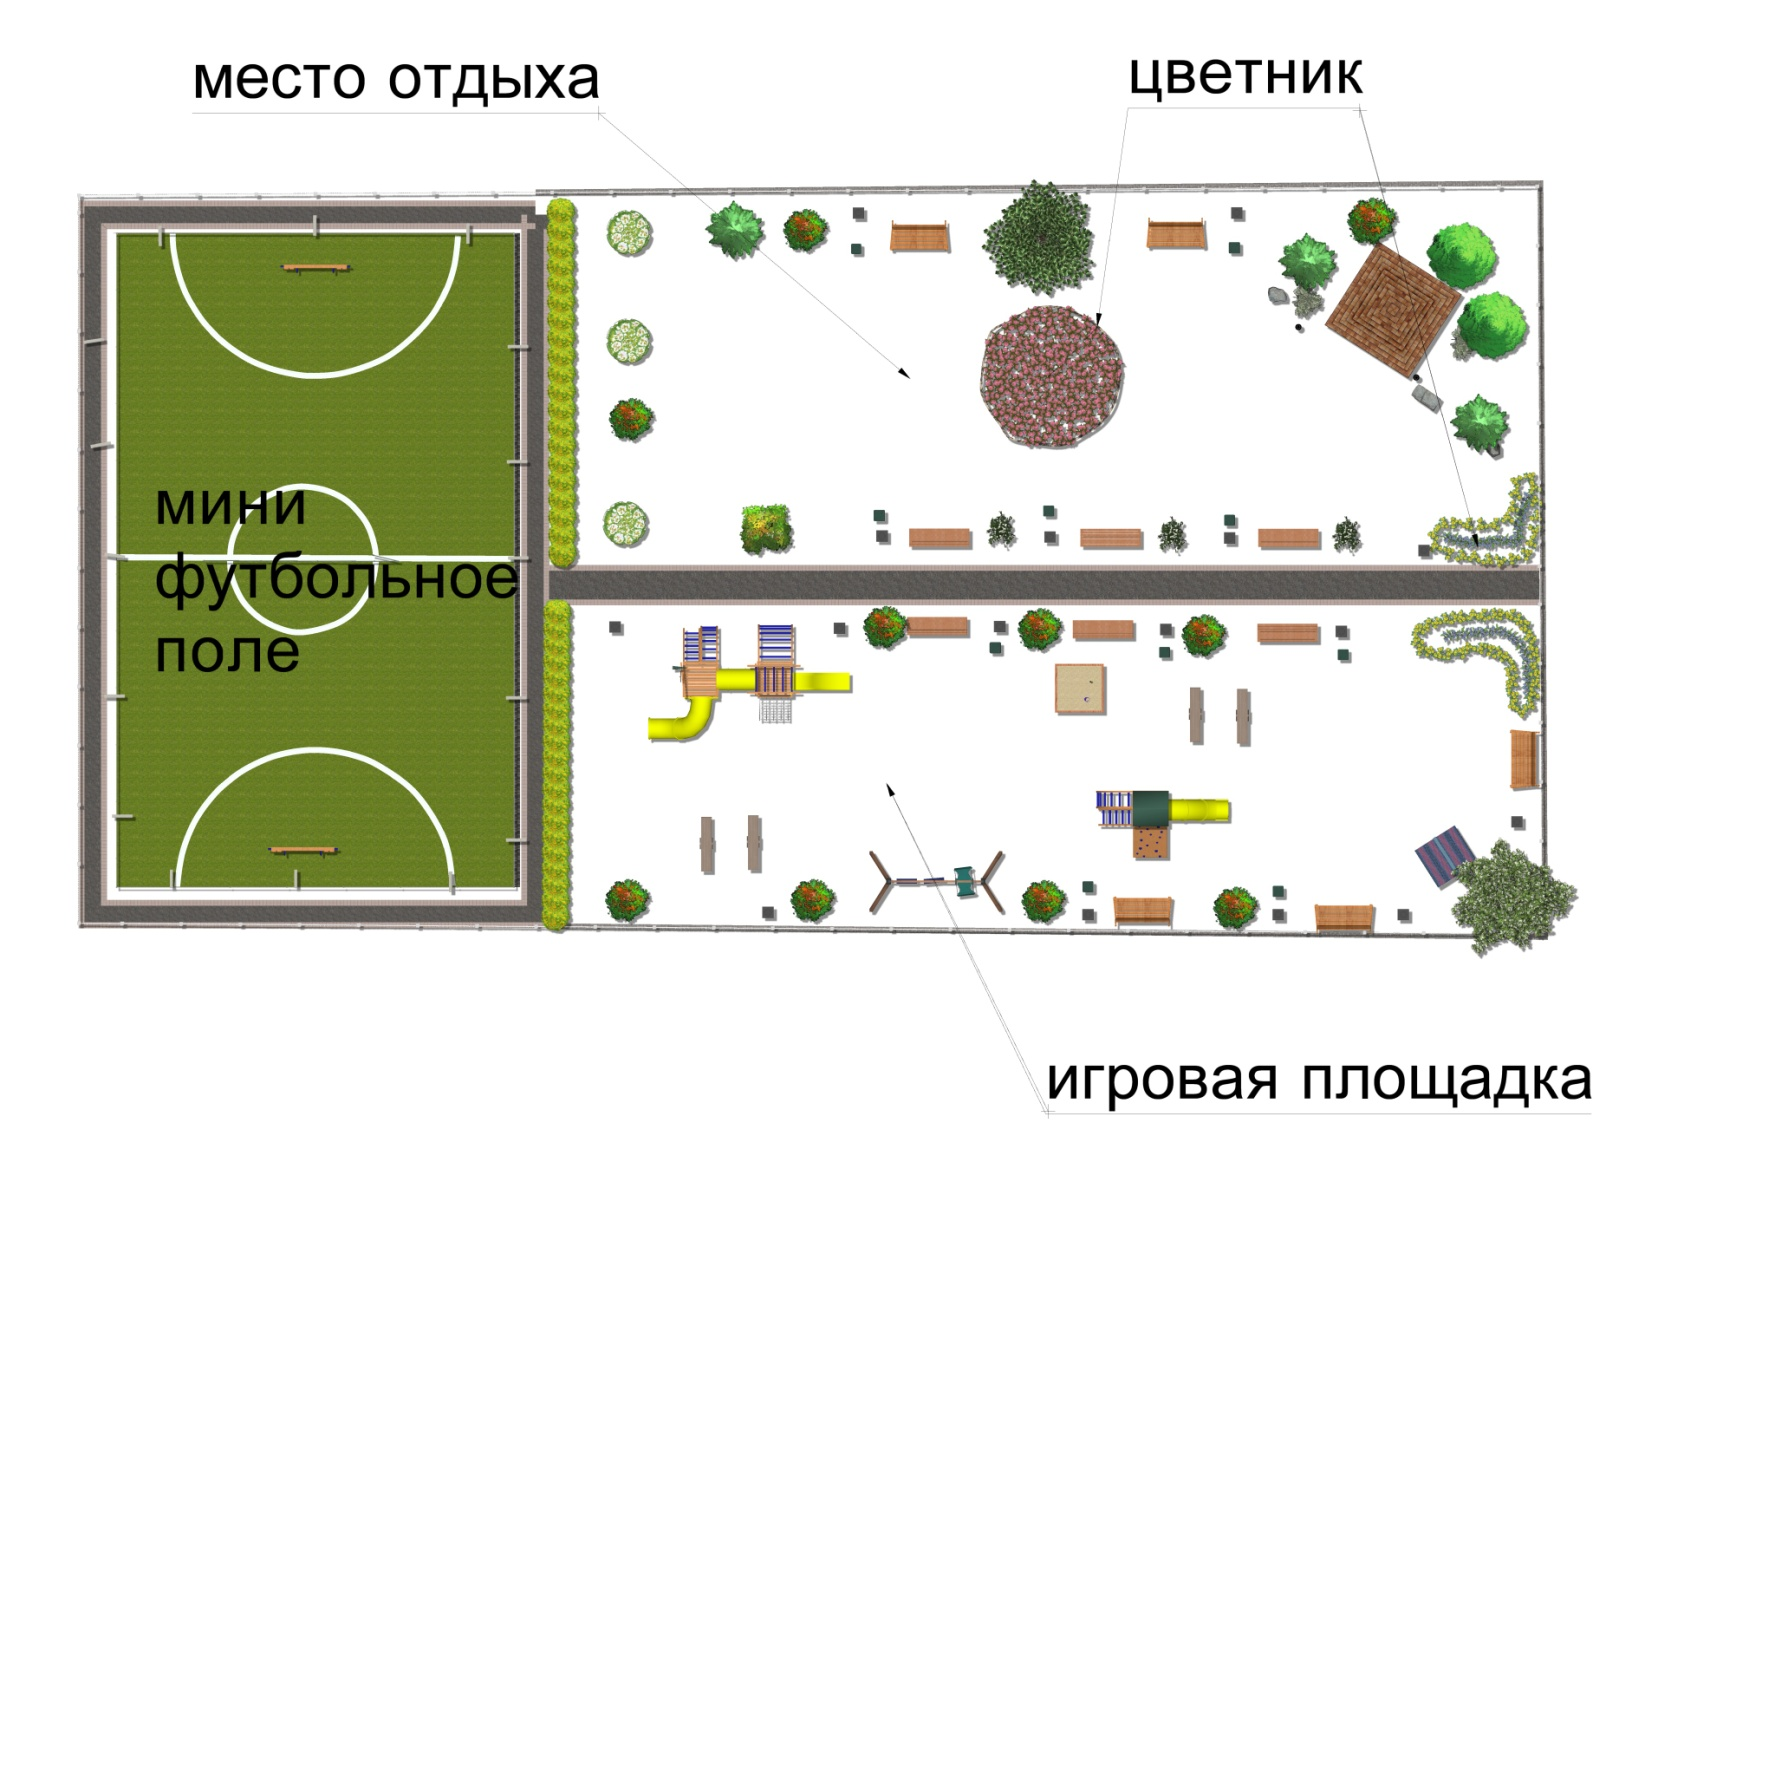 место отдыха
цветник
мини
футбольное
поле
игровая площадка